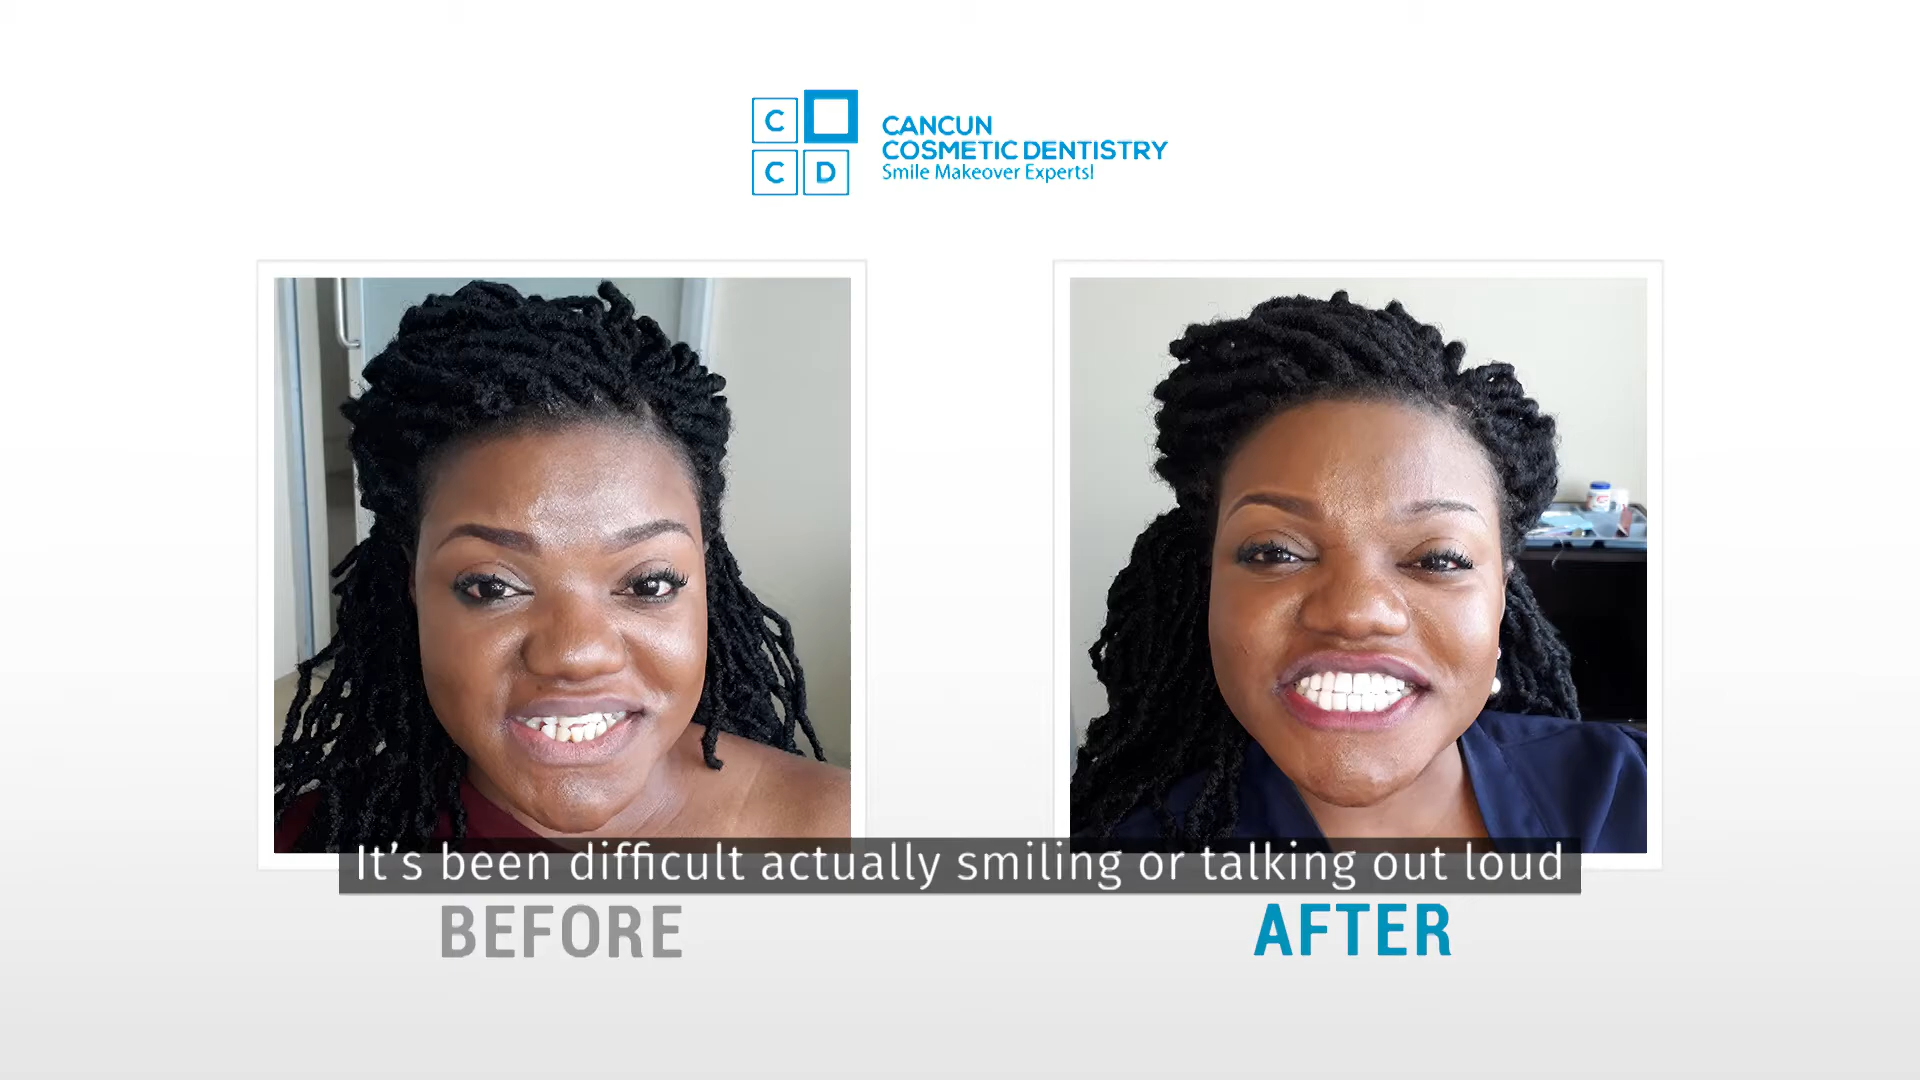 C
C D
CANCUN
COSMETIC DENTISTRY
Smile Makeover Experts!
It's been difficult actually smiling or talking out loud
BEFORE
AFTER